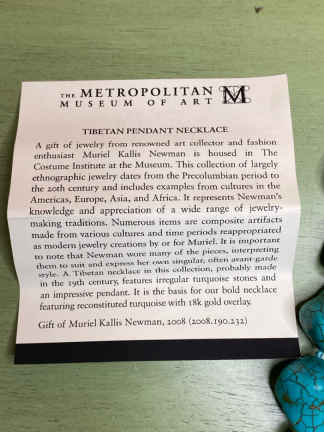 THE METROPOLITAN
MUSEUM OF ART M
TIBETAN PENDANT NECKLACE
A gift of jewelry from renowned art collector and fashion
enthusiast Muriel Kallis Newman is housed in The
Costume Institute at the Museum. This collection of largely
ethnographic jewelry dates from the Precolumbian period to
the 20th century and includes examples from cultures in the
Americas, Europe, Asia, and Africa. It represents Newman's
knowledge and appreciation of a wide range of jewelry-
making traditions. Numerous items are composite artifacts
made from various cultures and time periods reappropriated
as modern jewelry creations by or for Muriel. It is important
to note that Newman wore many of the pieces, interpreting
them to suit and express her own singular, often avant-garde
style. A Tibetan necklace in this collection, probably made
in the 19th century, features irregular turquoise stones and
an impressive pendant. It is the basis for our bold necklace
featuring reconstituted turquoise with 18k gold overlay.
Gift of Muriel Kallis Newman, 2008 (2008.190.232)